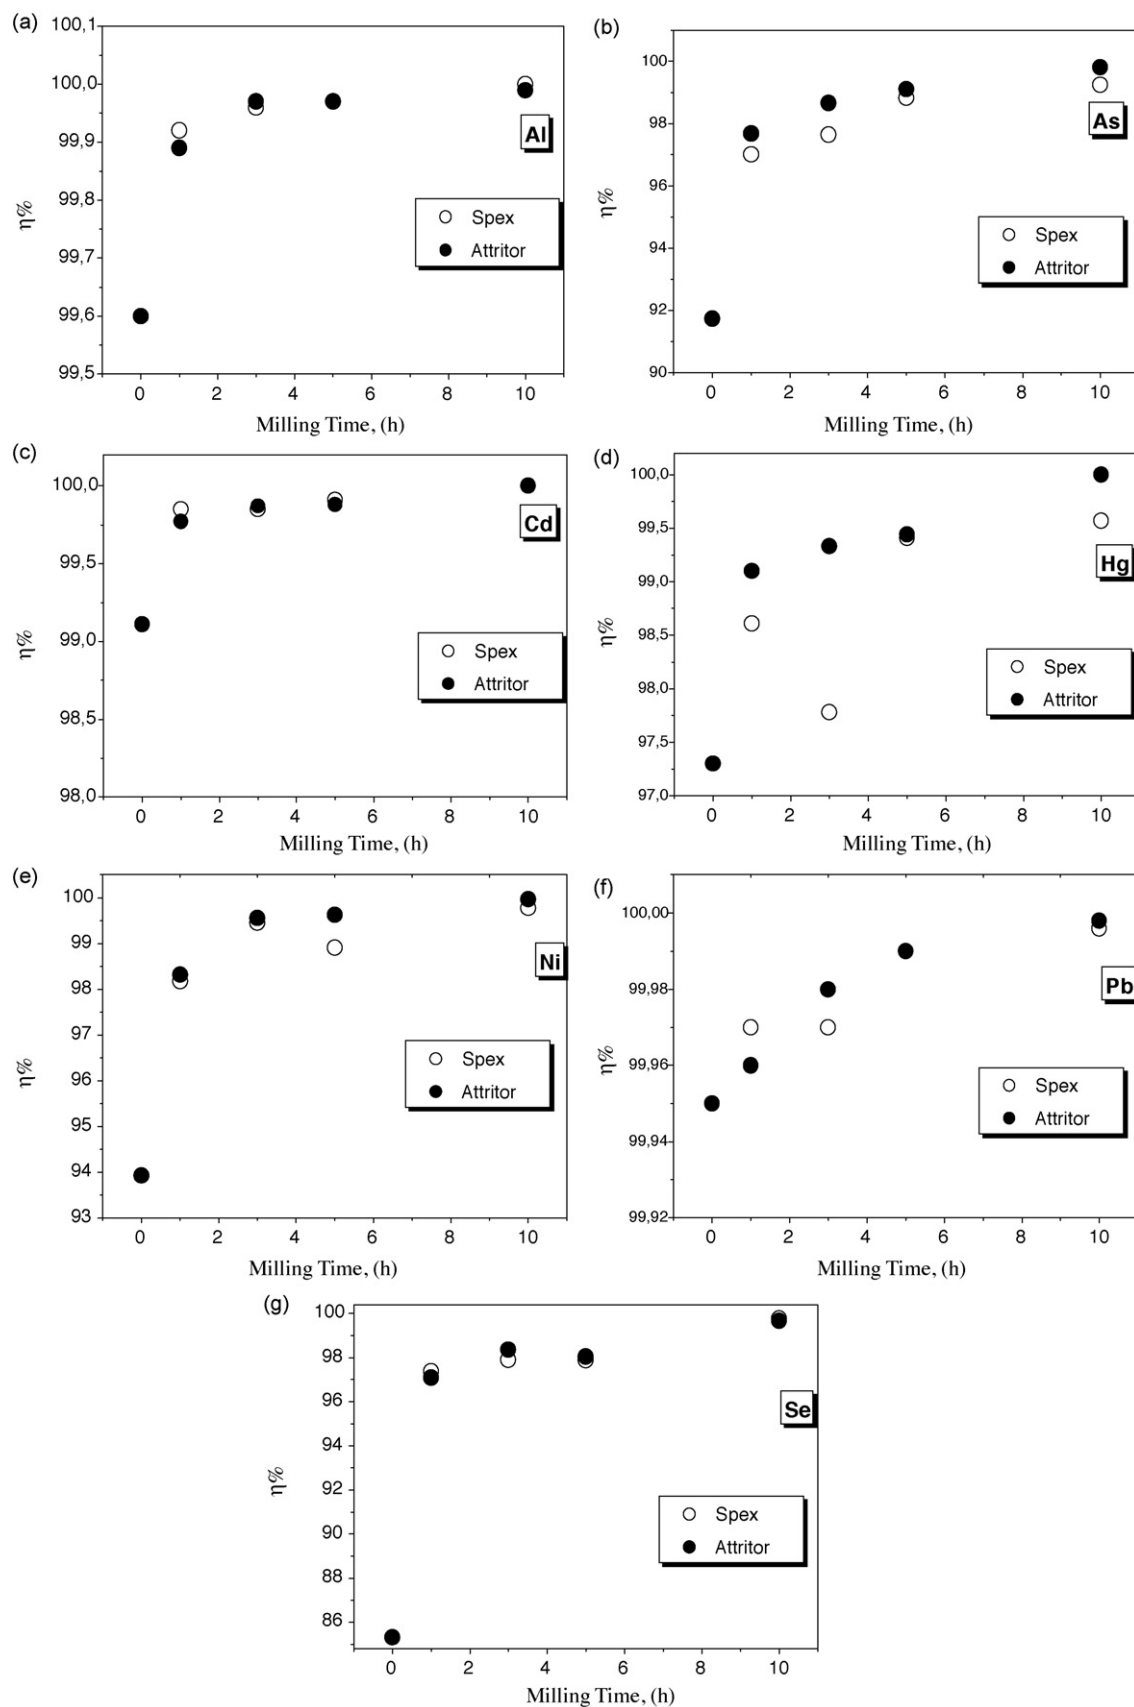 (a)
100,1
100,0
99,9
99,8
99,7
99,6
99,5
η%
Al
Spex
Attritor
0 2 4 6 8 10
Milling Time, (h)
(b)
100
98
96
94
92
90
η%
As
Spex
Attritor
0 2 4 6 8 10
Milling Time, (h)
(c)
100,0
99,5
99,0
98,5
98,0
η%
Cd
Spex
Attritor
0 2 4 6 8 10
Milling Time, (h)
(d)
100,0
99,5
99,0
98,5
98,0
97,5
97,0
η%
Hg
Spex
Attritor
0 2 4 6 8 10
Milling Time, (h)
(e)
100
99
98
97
96
95
94
93
η%
Ni
Spex
Attritor
0 2 4 6 8 10
Milling Time, (h)
(f)
100,00
99,98
99,96
99,94
99,92
η%
Pb
Spex
Attritor
0 2 4 6 8 10
Milling Time, (h)
(g)
100
98
96
94
92
90
88
86
η%
Se
Spex
Attritor
0 2 4 6 8 10
Milling Time, (h)